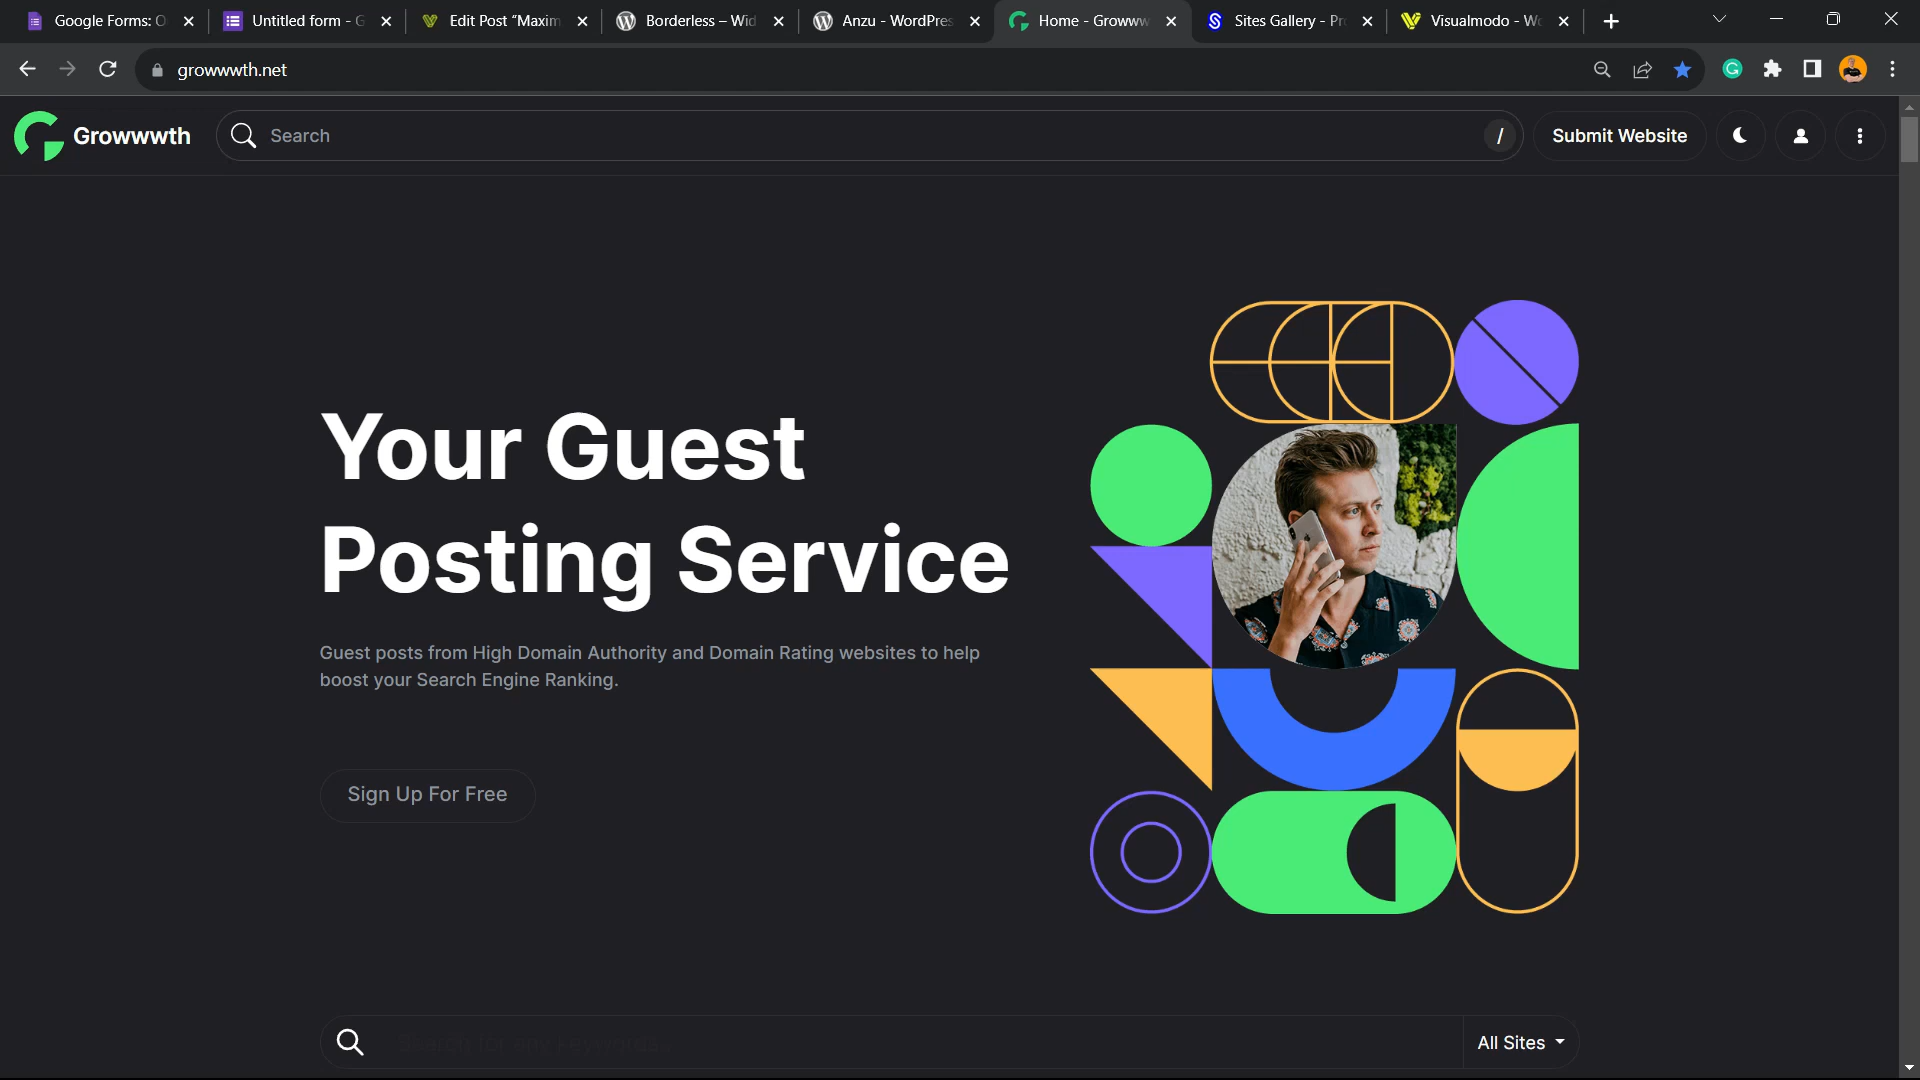 Google Forms: O
Untitled form - G
Edit Post “Maxim
Borderless – Wid
Anzu - WordPres
Home - Growww
Sites Gallery - Pr
Visualmodo - Wo
growwwth.net
Growwwth
Search
/
Submit Website
Your Guest
Posting Service
Guest posts from High Domain Authority and Domain Rating websites to help
boost your Search Engine Ranking.
Sign Up For Free
All Sites